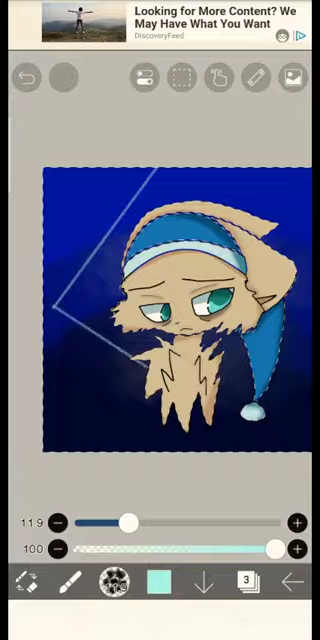 Looking for More Content? We
May Have What You Want
DiscoveryFeed
11.9
100
3